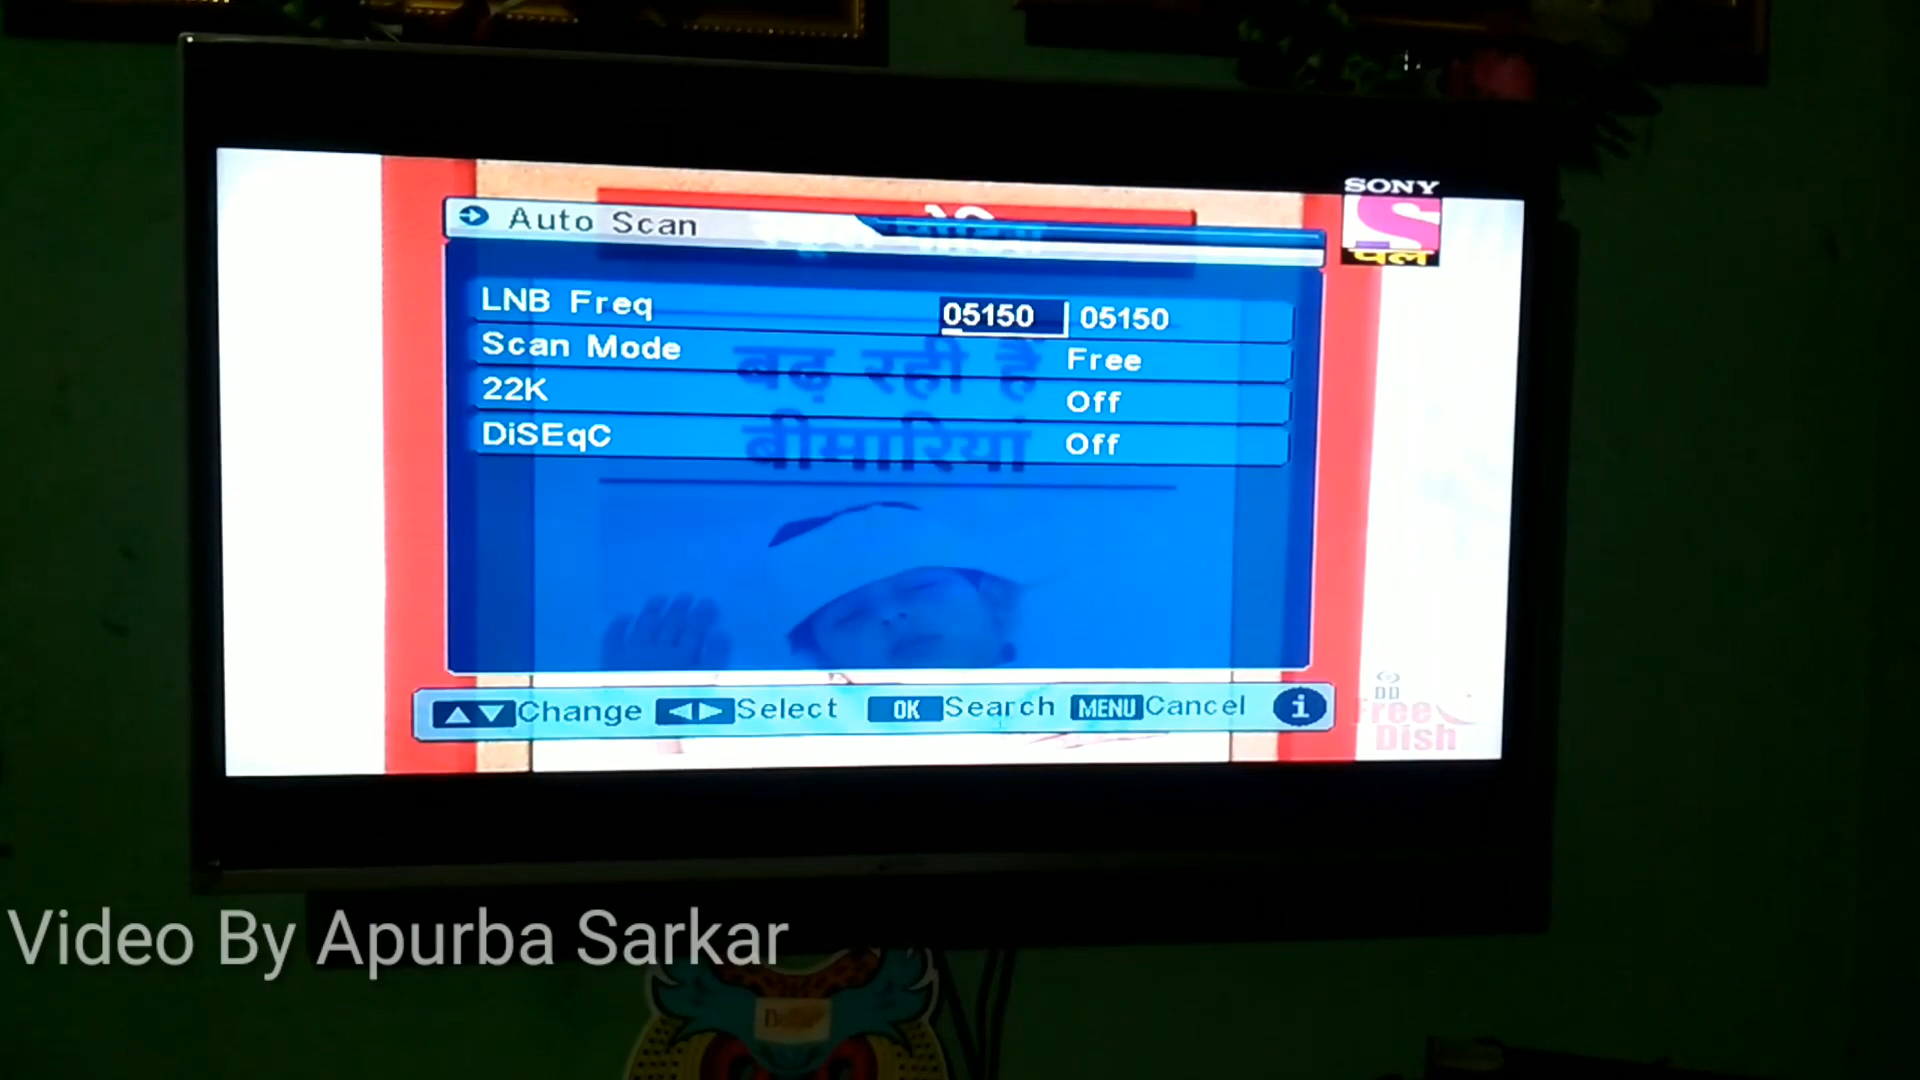 SONY
S
पल
Auto Scan
LNB Freq 05150 05150
Scan Mode Free
22K Off
DiSEqC Off
बढ़ रही हैं
बीमारियां
Change Select OK Search MENU Cancel i
DD
Free
Dish
Video By Apurba Sarkar